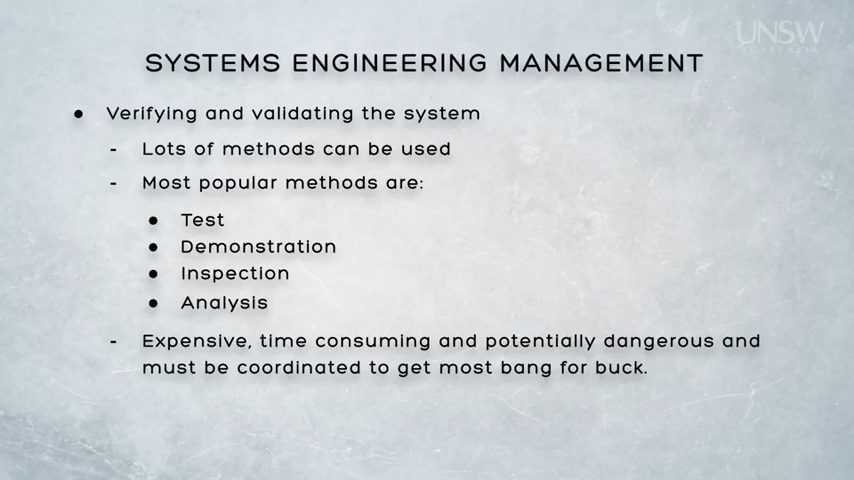 UNSW
AUSTRALIA
SYSTEMS ENGINEERING MANAGEMENT
● Verifying and validating the system
- Lots of methods can be used
- Most popular methods are:
● Test
● Demonstration
● Inspection
● Analysis
- Expensive, time consuming and potentially dangerous and
must be coordinated to get most bang for buck.